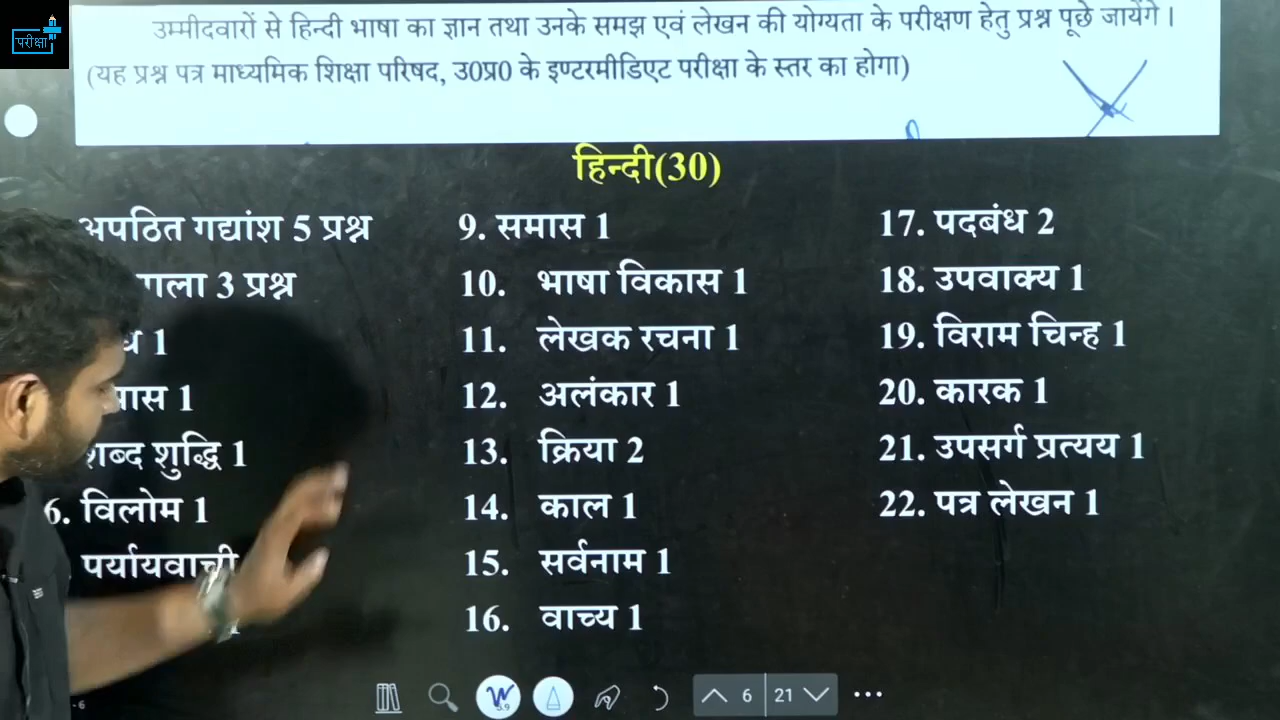 परीक्षा
उम्मीदवारों से हिन्दी भाषा का ज्ञान तथा उनके समझ एवं लेखन की योग्यता के परीक्षण हेतु प्रश्न पूछे जायेंगे।
(यह प्रश्न पत्र माध्यमिक शिक्षा परिषद, उ0प्र0 के इण्टरमीडिएट परीक्षा के स्तर का होगा)
हिन्दी(30)
अपठित गद्यांश 5 प्रश्न
3 प्रश्न
1
1
शब्द शुद्धि 1
6. विलोम 1
पर्यायवाची
9. समास 1
10. भाषा विकास 1
11. लेखक रचना 1
12. अलंकार 1
13. क्रिया 2
14. काल 1
15. सर्वनाम 1
16. वाच्य 1
17. पदबंध 2
18. उपवाक्य 1
19. विराम चिन्ह 1
20. कारक 1
21. उपसर्ग प्रत्यय 1
22. पत्र लेखन 1
6 21